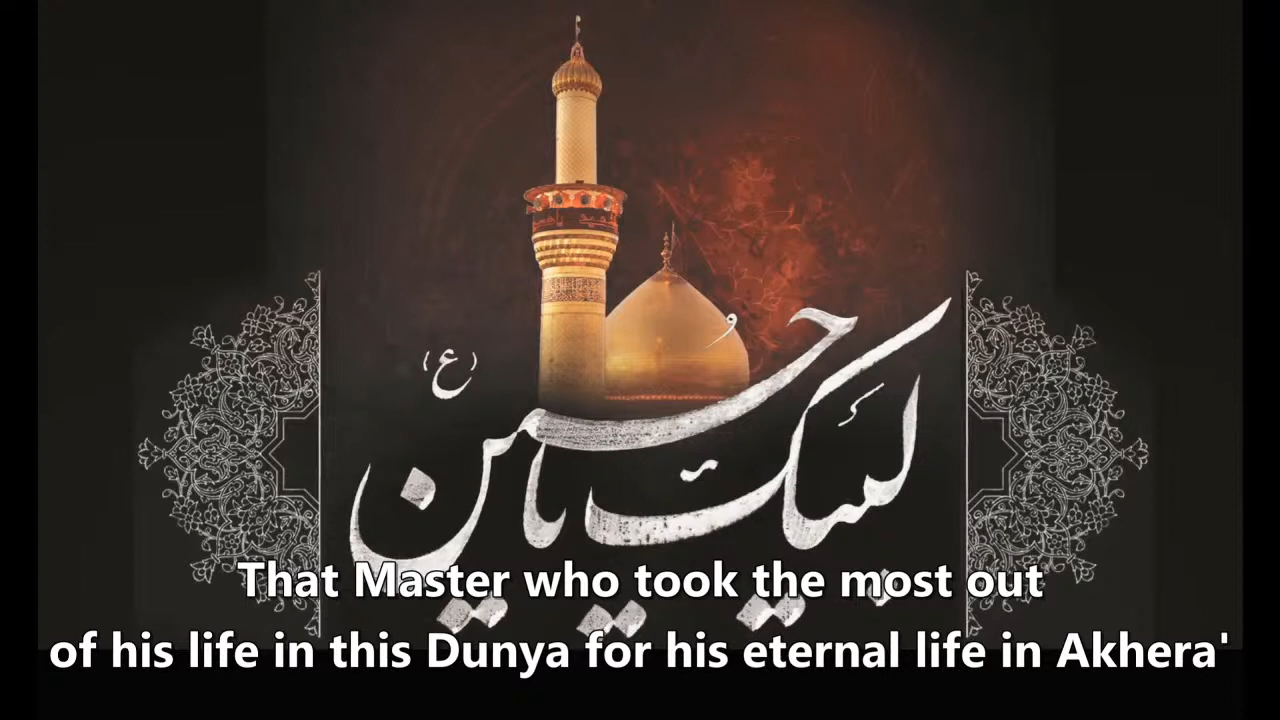 (ع)
لبیک یا حسین
That Master who took the most out
of his life in this Dunya for his eternal life in Akhera'